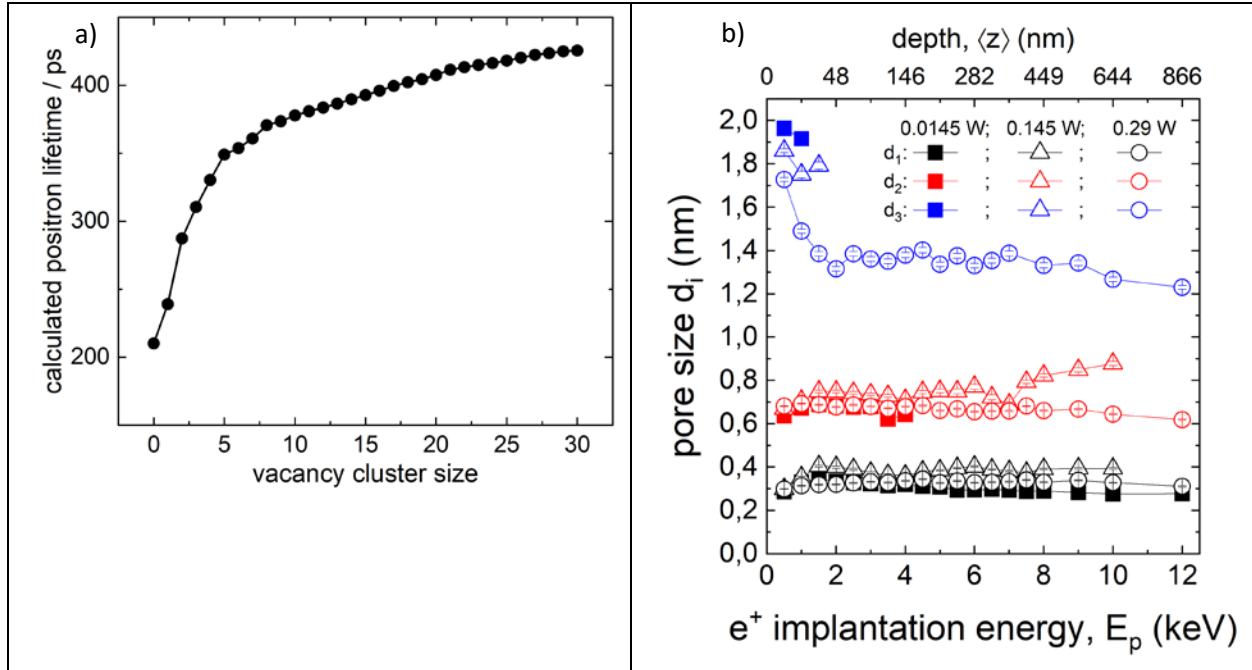 a)
calculated positron lifetime / ps
400
300
200
0 5 10 15 20 25 30
vacancy cluster size
b)
depth, ⟨z⟩ (nm)
0 48 146 282 449 644 866
2,0
1,8
1,6
1,4
1,2
1,0
0,8
0,6
0,4
0,2
0,0
pore size dᵢ (nm)
0.0145 W; 0.145 W; 0.29 W
d₁: ; ;
d₂: ; ;
d₃: ; ;
0 2 4 6 8 10 12
e⁺ implantation energy, Eₚ (keV)